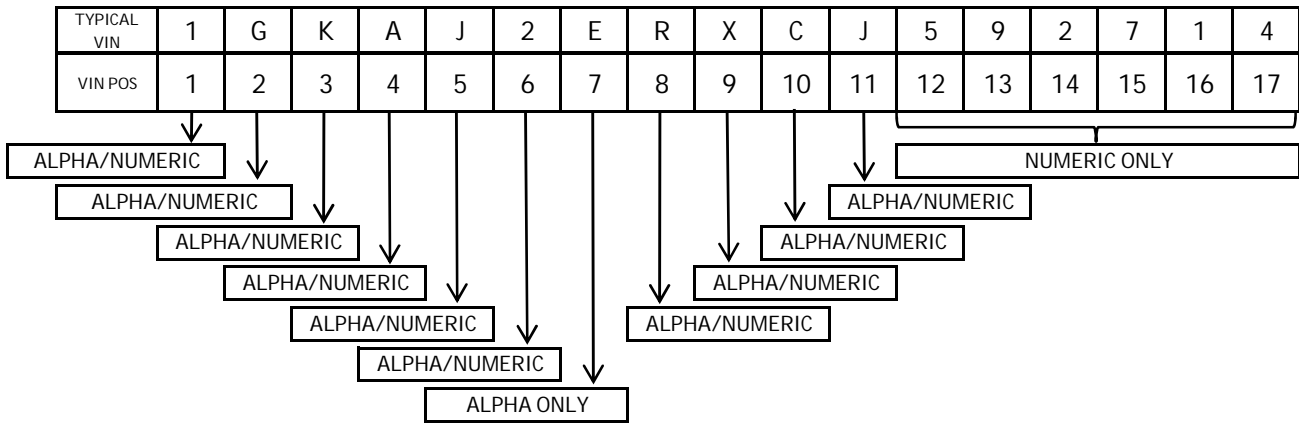 TYPICAL VIN 1 G K A J 2 E R X C J 5 9 2 7 1 4
VIN POS 1 2 3 4 5 6 7 8 9 10 11 12 13 14 15 16 17
ALPHA/NUMERIC NUMERIC ONLY
ALPHA/NUMERIC ALPHA/NUMERIC
ALPHA/NUMERIC ALPHA/NUMERIC
ALPHA/NUMERIC ALPHA/NUMERIC
ALPHA/NUMERIC ALPHA/NUMERIC
ALPHA/NUMERIC
ALPHA ONLY